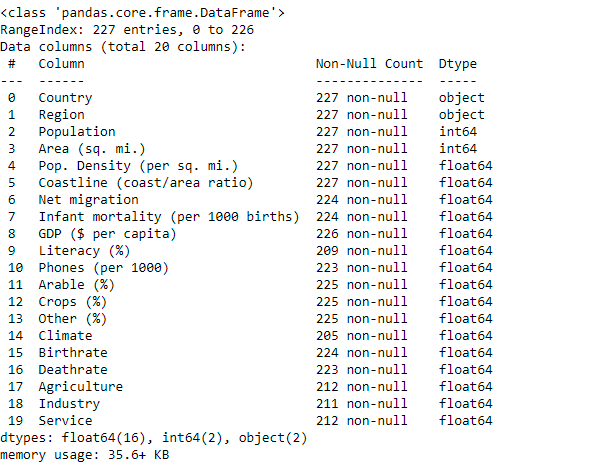 <class 'pandas.core.frame.DataFrame'>
RangeIndex: 227 entries, 0 to 226
Data columns (total 20 columns):
 #   Column                              Non-Null Count  Dtype
---  ------                              --------------  -----
 0   Country                             227 non-null    object
 1   Region                              227 non-null    object
 2   Population                          227 non-null    int64
 3   Area (sq. mi.)                      227 non-null    int64
 4   Pop. Density (per sq. mi.)          227 non-null    float64
 5   Coastline (coast/area ratio)        227 non-null    float64
 6   Net migration                       224 non-null    float64
 7   Infant mortality (per 1000 births)  224 non-null    float64
 8   GDP ($ per capita)                  226 non-null    float64
 9   Literacy (%)                        209 non-null    float64
 10  Phones (per 1000)                   223 non-null    float64
 11  Arable (%)                          225 non-null    float64
 12  Crops (%)                           225 non-null    float64
 13  Other (%)                           225 non-null    float64
 14  Climate                             205 non-null    float64
 15  Birthrate                           224 non-null    float64
 16  Deathrate                           223 non-null    float64
 17  Agriculture                         212 non-null    float64
 18  Industry                            211 non-null    float64
 19  Service                             212 non-null    float64
dtypes: float64(16), int64(2), object(2)
memory usage: 35.6+ KB